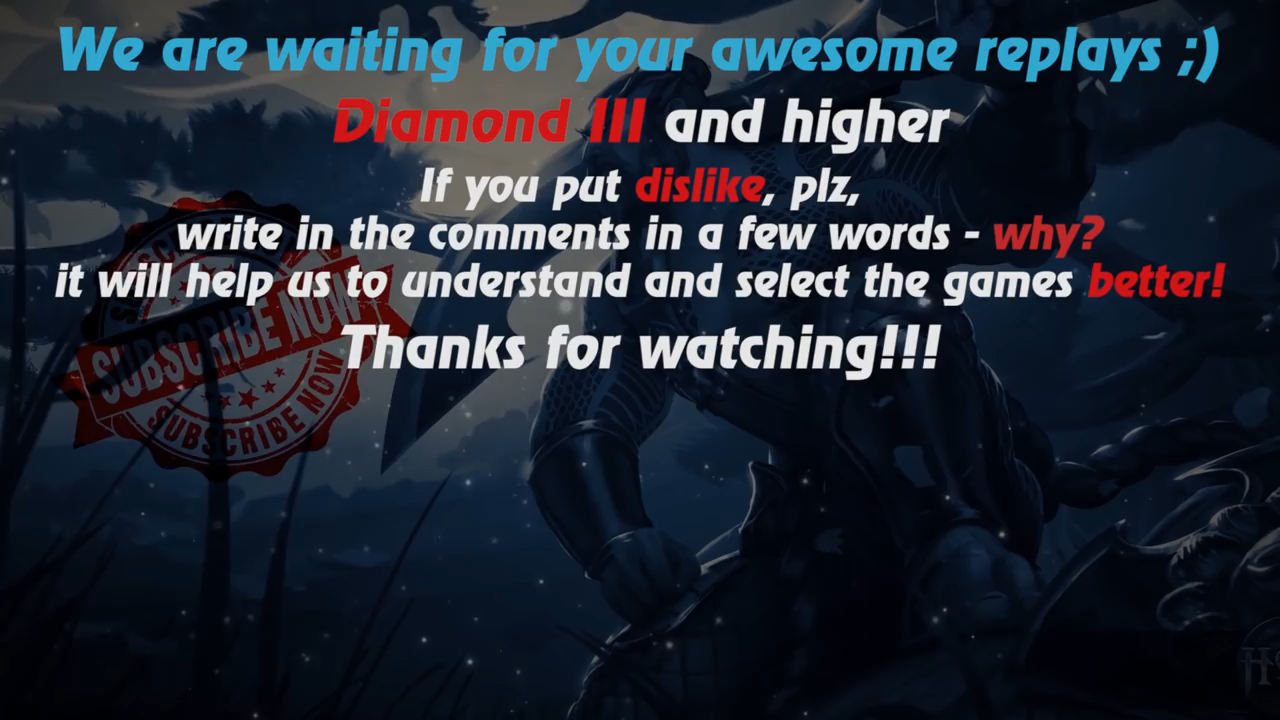 We are waiting for your awesome replays ;)
Diamond III and higher
If you put dislike, plz,
write in the comments in a few words - why?
it will help us to understand and select the games better!
Thanks for watching!!!
SUBSCRIBE NOW
SUBSCRIBE NOW